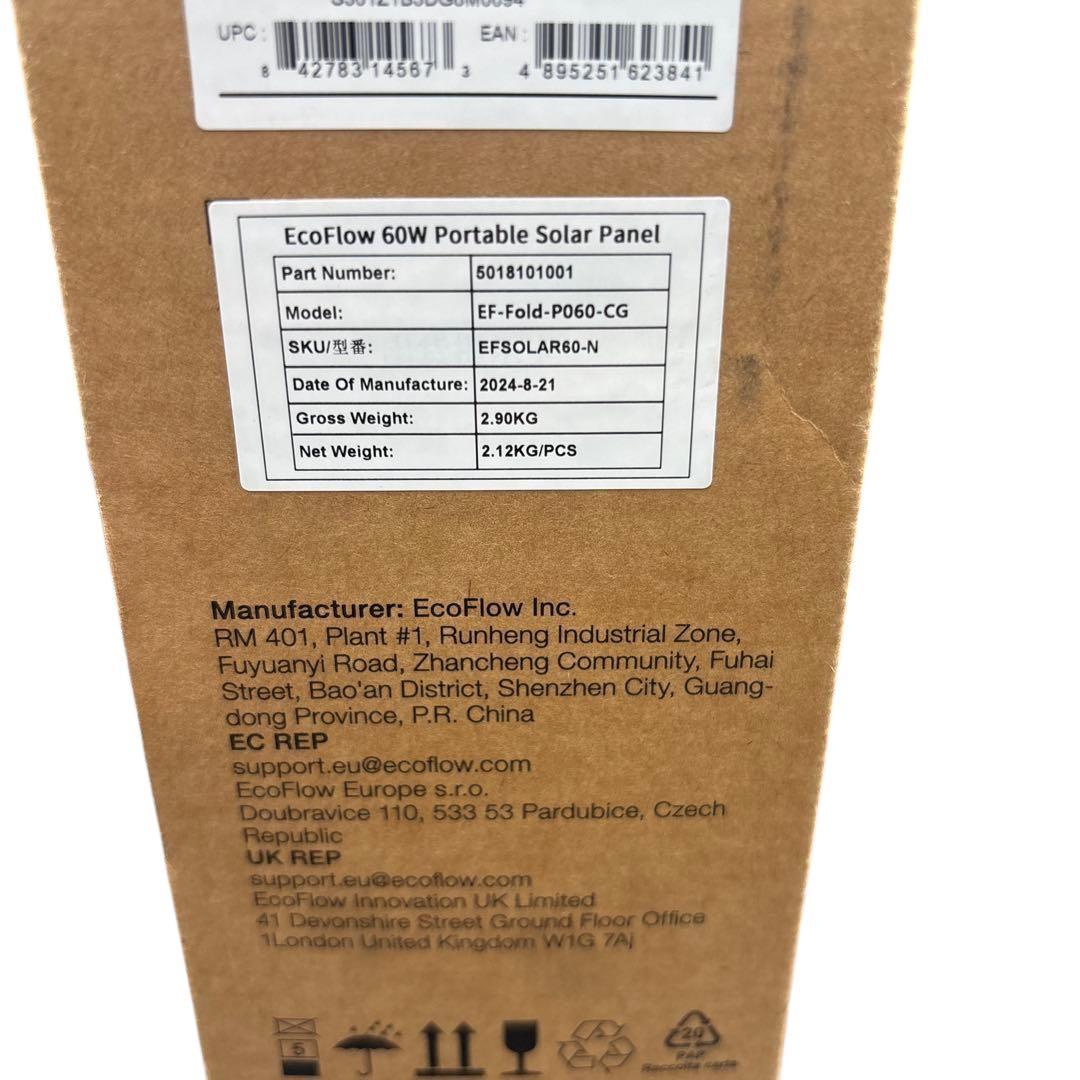 UPC :
EAN :
8 42783 14567 3
4 895251 623841
EcoFlow 60W Portable Solar Panel
Part Number: 5018101001
Model: EF-Fold-P060-CG
SKU/型番: EFSOLAR60-N
Date Of Manufacture: 2024-8-21
Gross Weight: 2.90KG
Net Weight: 2.12KG/PCS
Manufacturer: EcoFlow Inc.
RM 401, Plant #1, Runheng Industrial Zone,
Fuyuanyi Road, Zhancheng Community, Fuhai
Street, Bao'an District, Shenzhen City, Guang-
dong Province, P.R. China
EC REP
support.eu@ecoflow.com
EcoFlow Europe s.r.o.
Doubravice 110, 533 53 Pardubice, Czech
Republic
UK REP
support.eu@ecoflow.com
EcoFlow Innovation UK Limited
41 Devonshire Street Ground Floor Office
1London United Kingdom W1G 7Aj
5
20
PAP
Raccolta carta